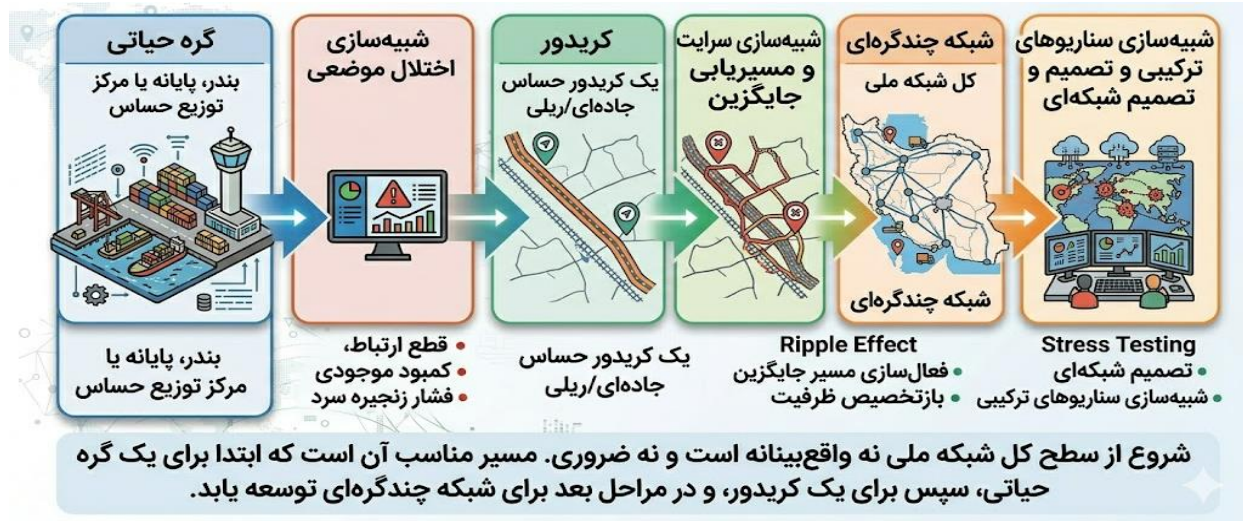 گره حیاتی
بندر، پایانه یا مرکز
توزیع حساس
بندر، پایانه یا
مرکز توزیع حساس
شبیه‌سازی
اختلال موضعی
• قطع ارتباط،
• کمبود موجودی
• فشار زنجیره سرد
کریدور
یک کریدور حساس
جاده‌ای/ریلی
یک کریدور حساس
جاده‌ای/ریلی
شبیه‌سازی سرایت
و مسیریابی
جایگزین
Ripple Effect
• فعال‌سازی مسیر جایگزین
• بازتخصیص ظرفیت
شبکه چندگره‌ای
کل شبکه ملی
شبکه چندگره‌ای
شبیه‌سازی سناریوهای
ترکیبی و تصمیم و
تصمیم شبکه‌ای
Stress Testing
• تصمیم شبکه‌ای
• شبیه‌سازی سناریوهای ترکیبی
شروع از سطح کل شبکه ملی نه واقع‌بینانه است و نه ضروری. مسیر مناسب آن است که ابتدا برای یک گره
حیاتی، سپس برای یک کریدور، و در مراحل بعد برای شبکه چندگره‌ای توسعه یابد.